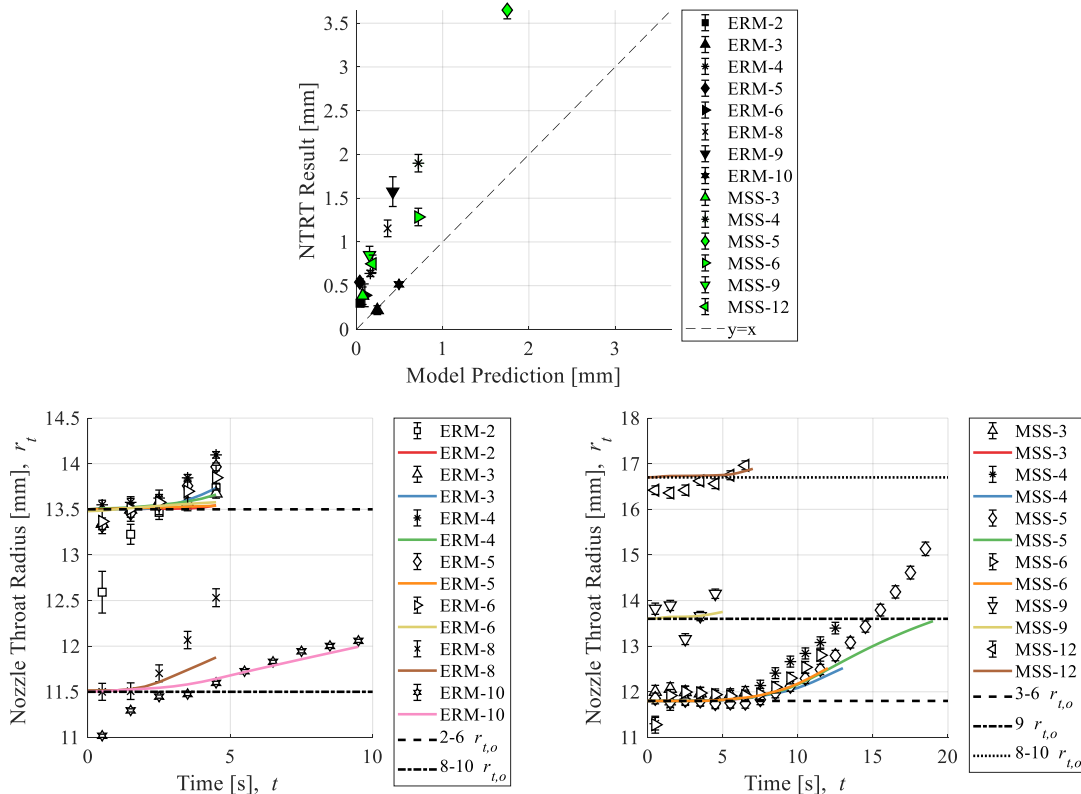 3.5
3
2.5
2
1.5
1
0.5
0
0
1
2
3
NTRT Result [mm]
Model Prediction [mm]
ERM-2
ERM-3
ERM-4
ERM-5
ERM-6
ERM-8
ERM-9
ERM-10
MSS-3
MSS-4
MSS-5
MSS-6
MSS-9
MSS-12
y=x
14.5
14
13.5
13
12.5
12
11.5
11
0
5
10
Nozzle Throat Radius [mm], r_t
Time [s], t
ERM-2
ERM-2
ERM-3
ERM-3
ERM-4
ERM-4
ERM-5
ERM-5
ERM-6
ERM-6
ERM-8
ERM-8
ERM-10
ERM-10
2-6 r_{t,o}
8-10 r_{t,o}
18
17
16
15
14
13
12
11
0
5
10
15
20
Nozzle Throat Radius [mm], r_t
Time [s], t
MSS-3
MSS-3
MSS-4
MSS-4
MSS-5
MSS-5
MSS-6
MSS-6
MSS-9
MSS-9
MSS-12
MSS-12
3-6 r_{t,o}
9 r_{t,o}
8-10 r_{t,o}